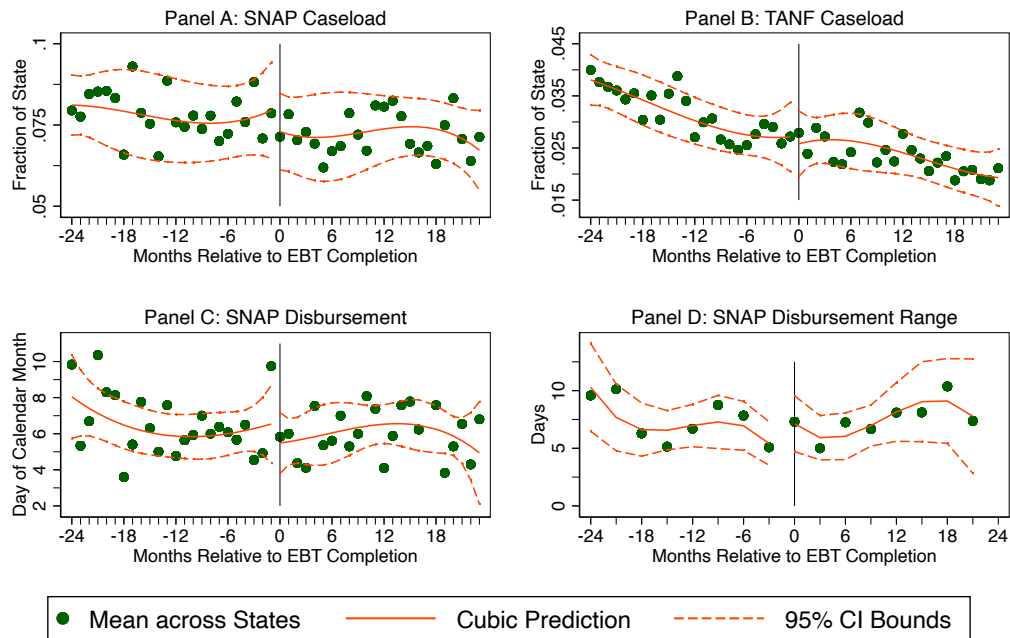 Panel A: SNAP Caseload
Fraction of State
.1
.075
.05
-24 -18 -12 -6 0 6 12 18
Months Relative to EBT Completion
Panel B: TANF Caseload
Fraction of State
.045
.035
.025
.015
-24 -18 -12 -6 0 6 12 18
Months Relative to EBT Completion
Panel C: SNAP Disbursement
Day of Calendar Month
10
8
6
4
2
-24 -18 -12 -6 0 6 12 18
Months Relative to EBT Completion
Panel D: SNAP Disbursement Range
Days
10
5
0
-24 -18 -12 -6 0 6 12 18 24
Months Relative to EBT Completion
Mean across States Cubic Prediction 95% CI Bounds